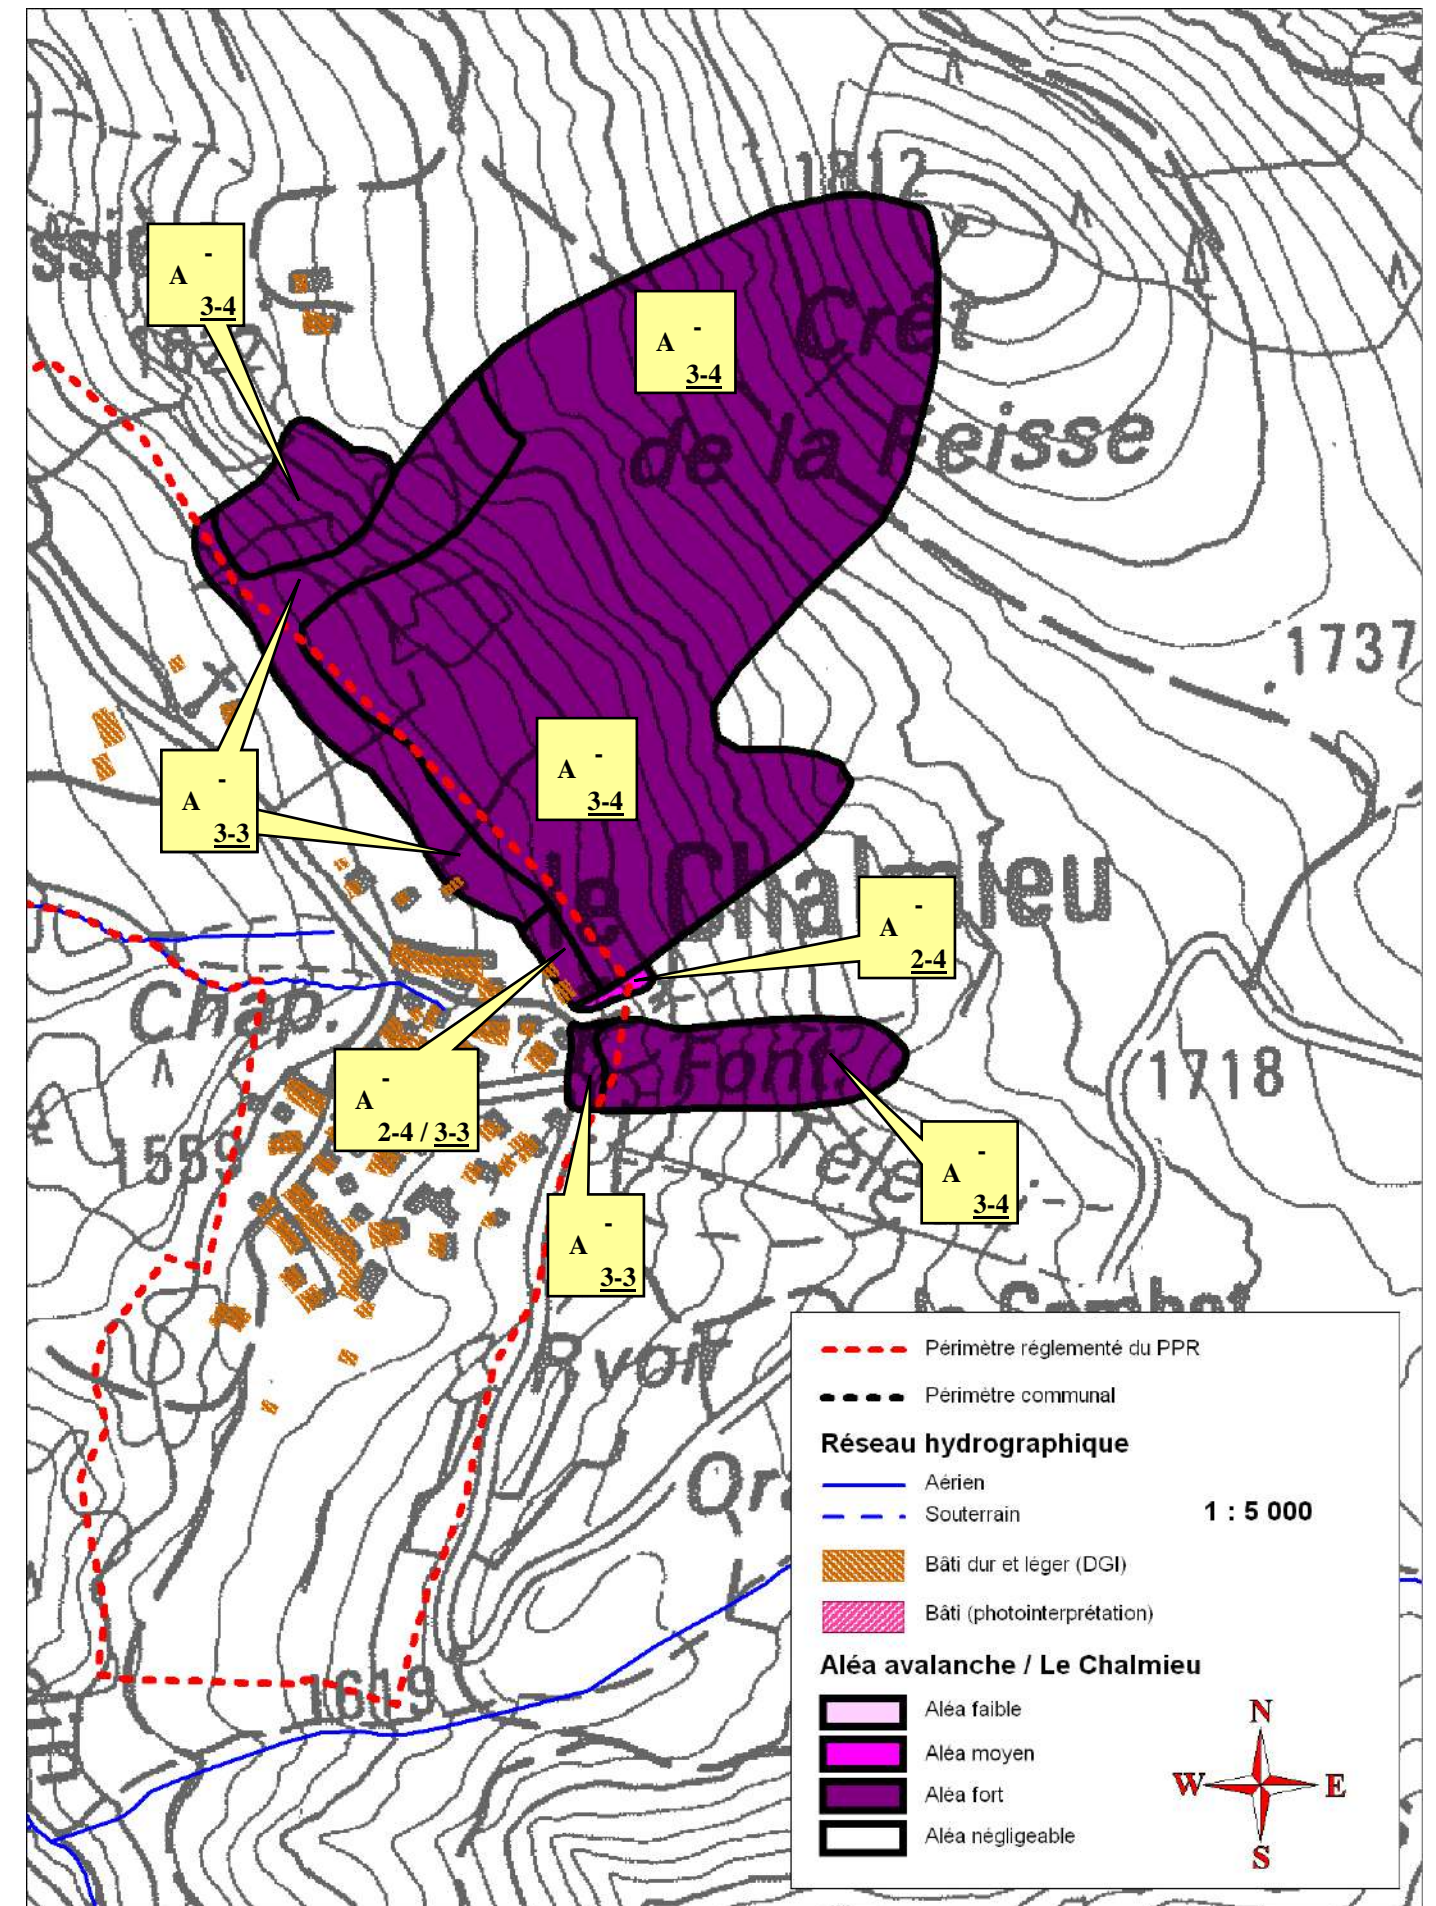 1812
A -
3-4
A -
3-4
Crêt
de la Feisse
1737
A -
3-4
A -
3-3
le Chalmieu
A -
2-4
Chap.
Font.
1718
A -
2-4 / 3-3
1559
A -
3-4
A -
3-3
Rvoir
1619
Périmètre réglementé du PPR
Périmètre communal
Réseau hydrographique
Aérien
Souterrain
1 : 5 000
Bâti dur et léger (DGI)
Bâti (photointerprétation)
Aléa avalanche / Le Chalmieu
Aléa faible
Aléa moyen
Aléa fort
Aléa négligeable
N
W E
S